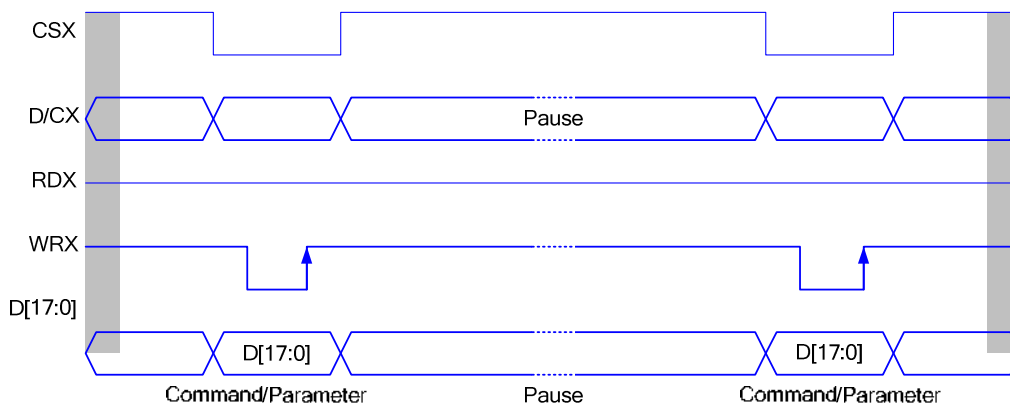 CSX
D/CX
Pause
RDX
WRX
D[17:0]
D[17:0] D[17:0]
Command/Parameter Pause Command/Parameter